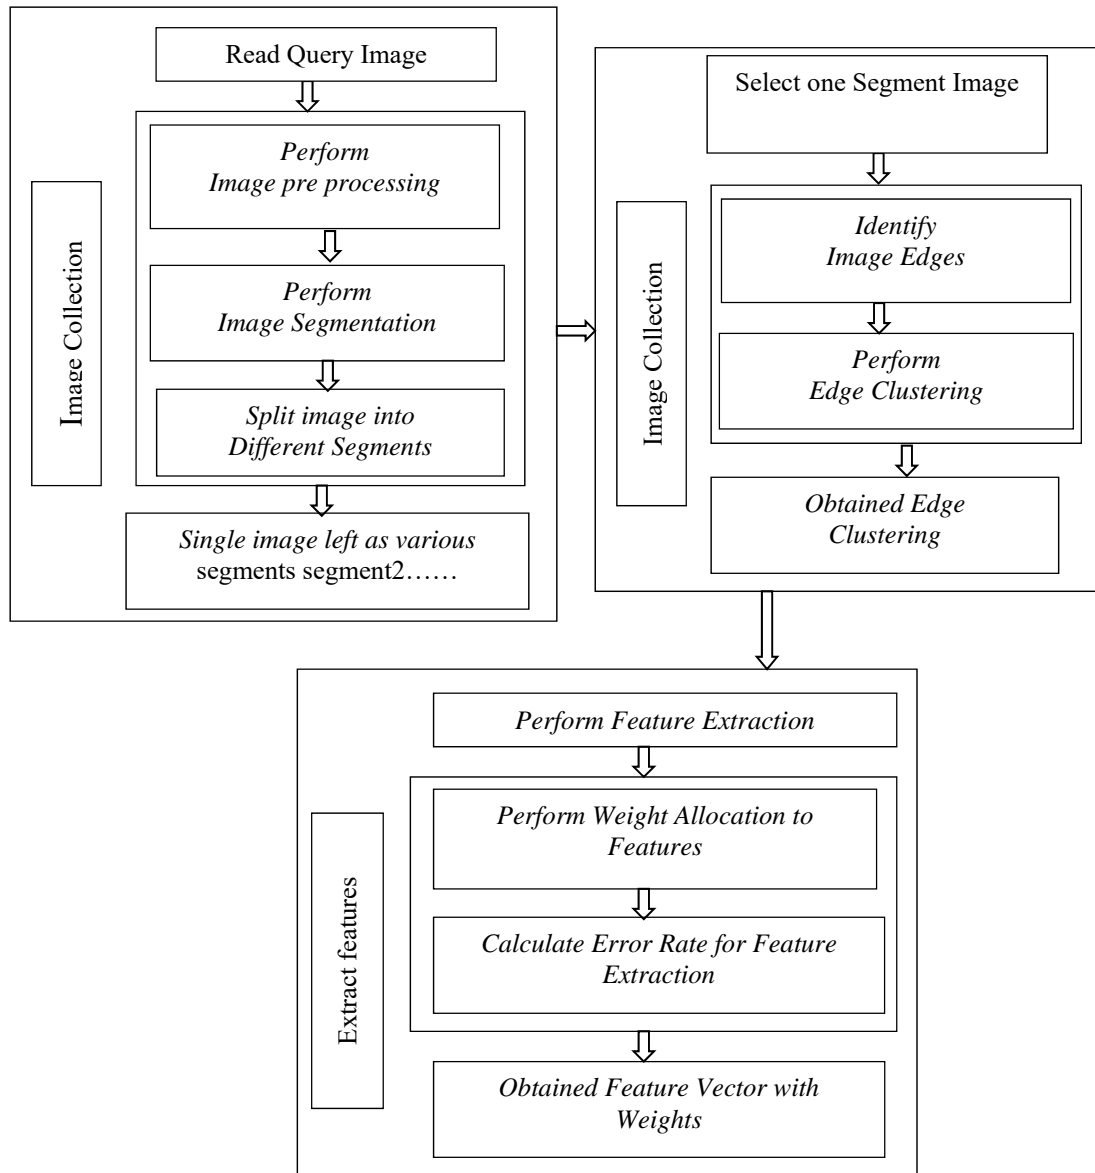 Read Query Image
Perform
Image pre processing
Perform
Image Segmentation
Split image into
Different Segments
Single image left as various
segments segment2……
Image Collection
Select one Segment Image
Identify
Image Edges
Perform
Edge Clustering
Obtained Edge
Clustering
Image Collection
Perform Feature Extraction
Perform Weight Allocation to
Features
Calculate Error Rate for Feature
Extraction
Obtained Feature Vector with
Weights
Extract features